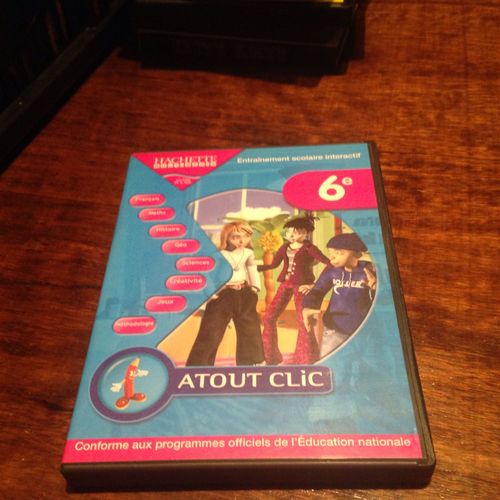 HACHETTE
Entraînement scolaire interactif
6e
Français
Maths
Histoire
Géo
Sciences
Créativité
Jeux
Méthodologie
ATOUT CLiC
Conforme aux programmes officiels de l'Éducation nationale